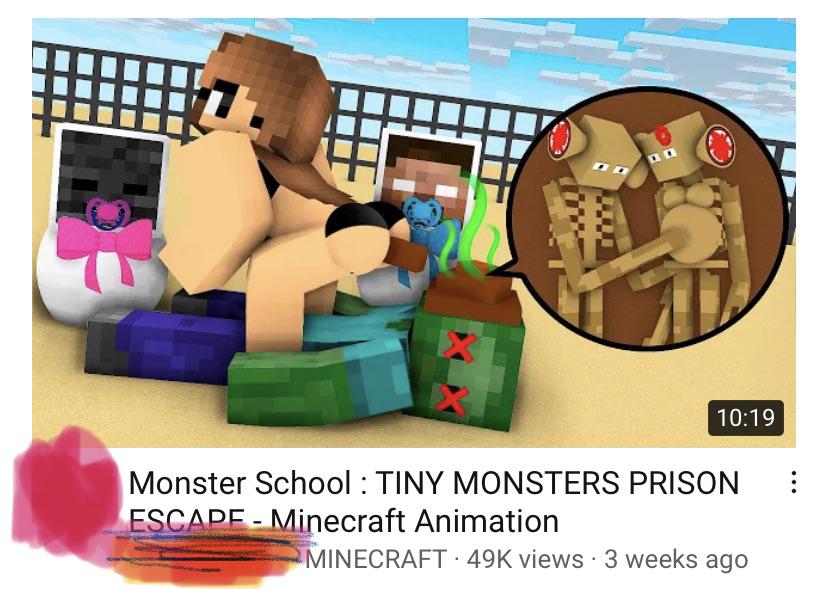 10:19
Monster School : TINY MONSTERS PRISON
ESCAPE - Minecraft Animation
MINECRAFT · 49K views · 3 weeks ago